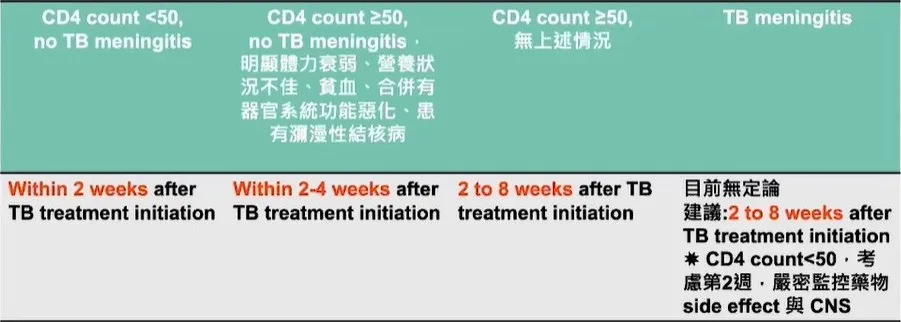 CD4 count <50,
no TB meningitis
CD4 count ≥50,
no TB meningitis，
明顯體力衰弱、營養狀
況不佳、貧血、合併有
器官系統功能惡化、患
有瀰漫性結核病
CD4 count ≥50,
無上述情況
TB meningitis
Within 2 weeks after
TB treatment initiation
Within 2-4 weeks after
TB treatment initiation
2 to 8 weeks after TB
treatment initiation
目前無定論
建議:2 to 8 weeks after
TB treatment initiation
✷ CD4 count<50，考
慮第2週，嚴密監控藥物
side effect 與 CNS